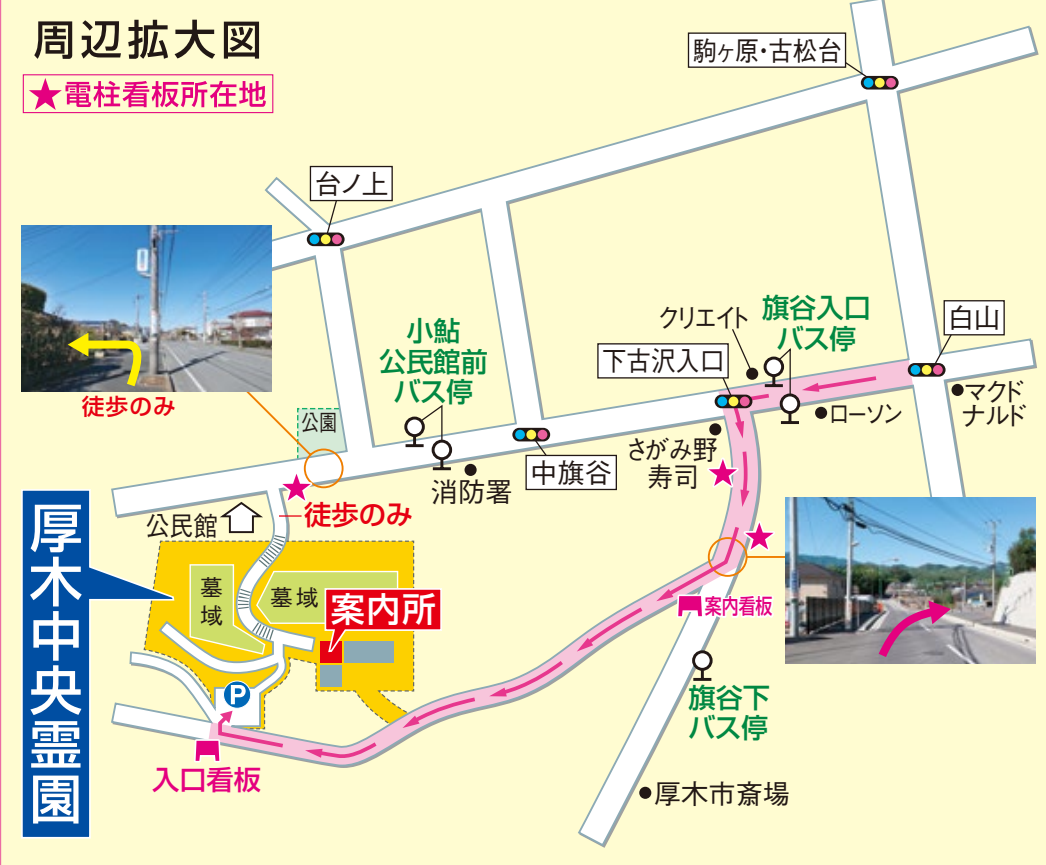 周辺拡大図
★電柱看板所在地
駒ヶ原・古松台
台ノ上
クリエイト
旗谷入口
バス停
白山
小鮎
公民館前
バス停
下古沢入口
徒歩のみ
マクド
ナルド
ローソン
公園
さがみ野
寿司
中旗谷
消防署
徒歩のみ
公民館
厚木中央霊園
墓域
墓域
案内所
案内看板
P
旗谷下
バス停
入口看板
厚木市斎場